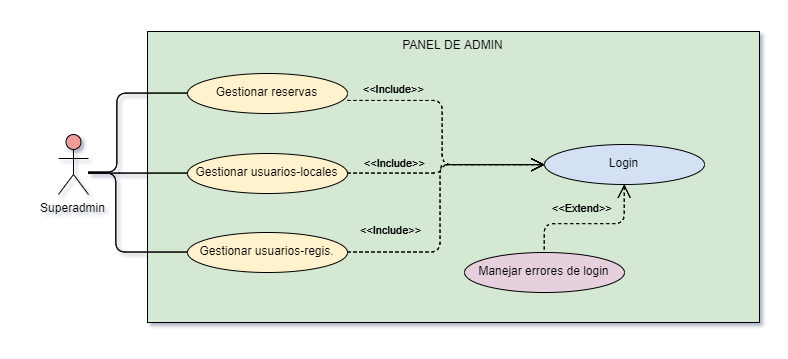 PANEL DE ADMIN
Gestionar reservas
<<Include>>
Gestionar usuarios-locales
<<Include>>
Login
Superadmin
<<Extend>>
Gestionar usuarios-regis.
<<Include>>
Manejar errores de login